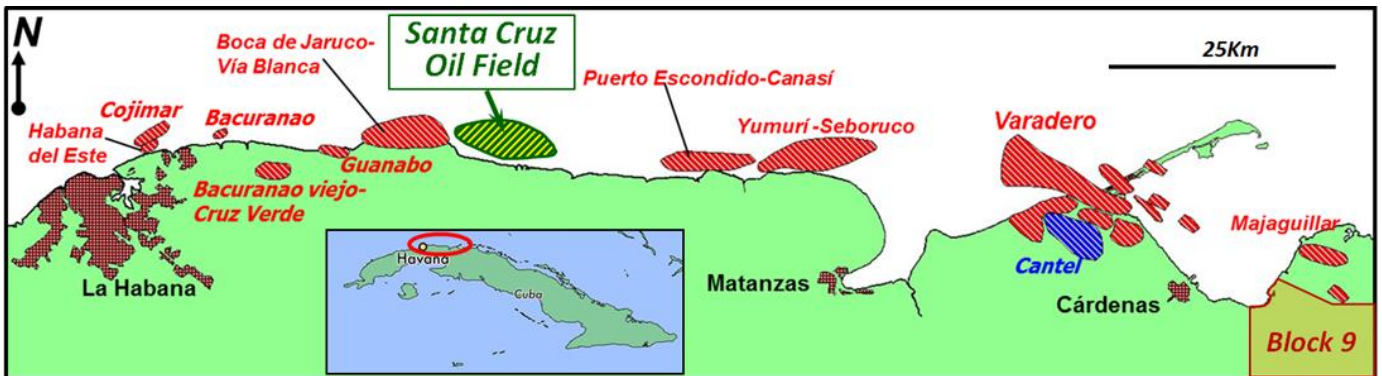 N
Boca de Jaruco-
Vía Blanca
Santa Cruz
Oil Field
25Km
Puerto Escondido-Canasí
Cojimar
Bacuranao
Habana
del Este
Yumurí -Seboruco
Varadero
Guanabo
Bacuranao viejo-
Cruz Verde
Majaguillar
Cantel
La Habana
Havana
Cuba
Matanzas
Cárdenas
Block 9